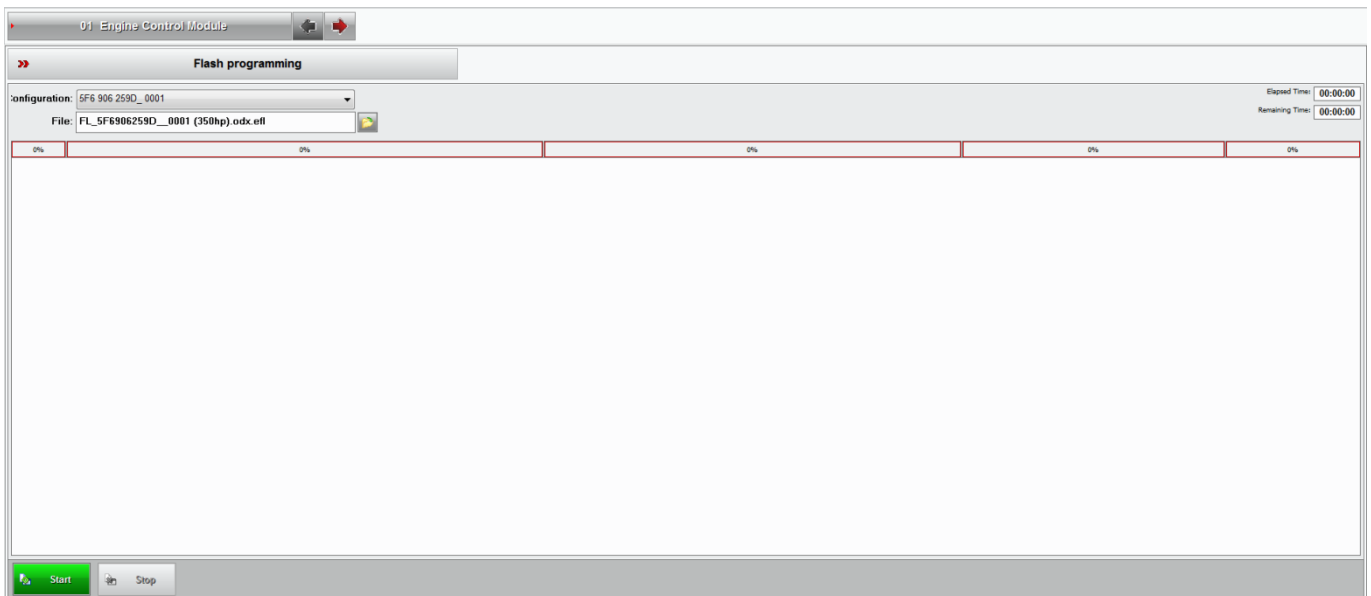 01 Engine Control Module
Flash programming
onfiguration: 5F6 906 259D_ 0001
Elapsed Time: 00:00:00
Remaining Time: 00:00:00
File: FL_5F6906259D__0001 (350hp).odx.efl
0% 0% 0% 0% 0%
Start Stop